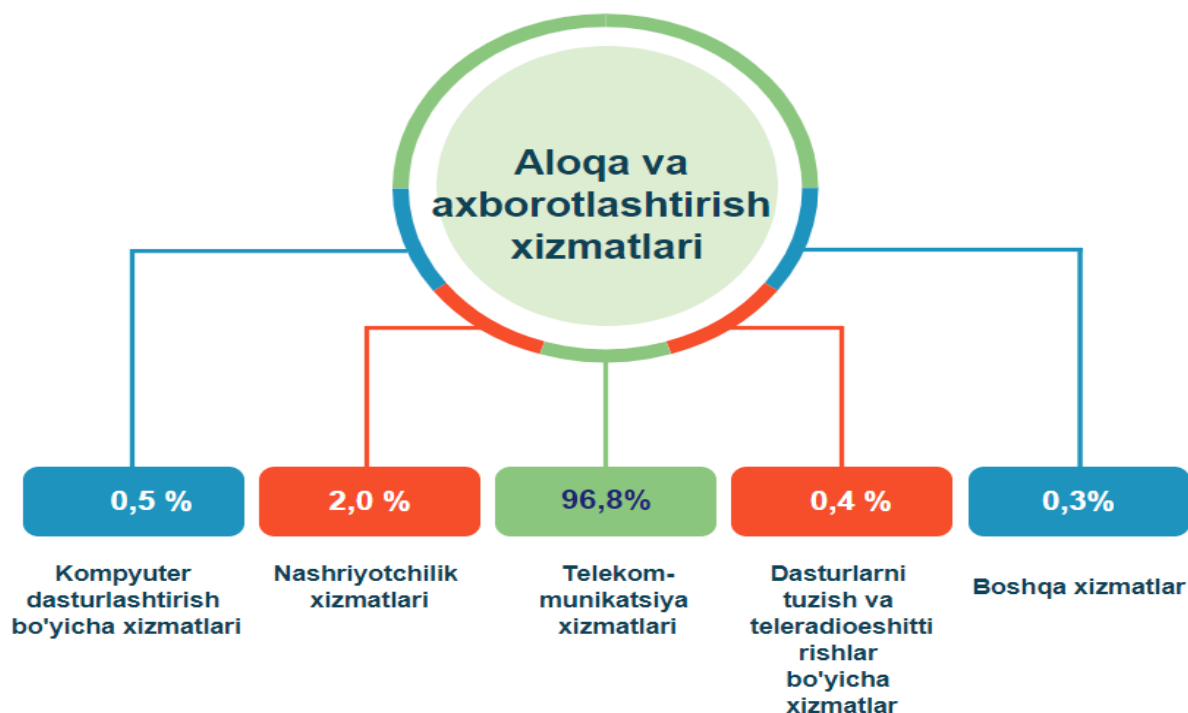 Aloqa va
axborotlashtirish
xizmatlari
0,5 %
2,0 %
96,8%
0,4 %
0,3%
Kompyuter
dasturlashtirish
bo'yicha xizmatlari
Nashriyotchilik
xizmatlari
Telekom-
munikatsiya
xizmatlari
Dasturlarni
tuzish va
teleradioeshitti
rishlar
bo'yicha
xizmatlar
Boshqa xizmatlar